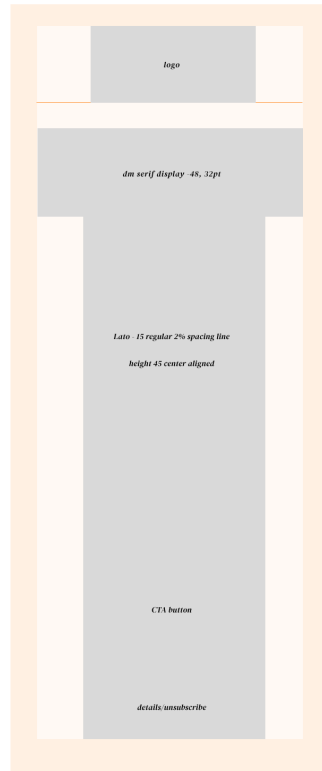 logo
dm serif display -48, 32pt
Lato - 15 regular 2% spacing line
height 45 center aligned
CTA button
details/unsubscribe